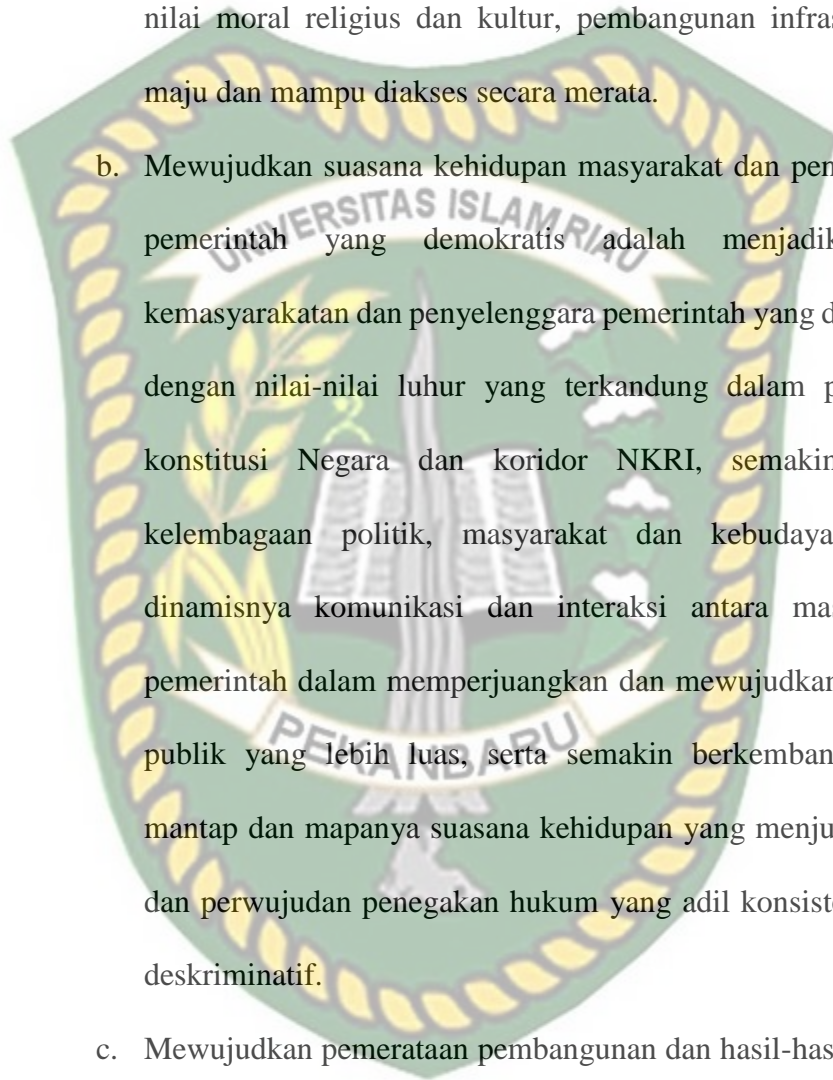 nilai moral religius dan kultur, pembangunan infras
maju dan mampu diakses secara merata.
b. Mewujudkan suasana kehidupan masyarakat dan pen
UNIVERSITAS ISLAM RIAU
pemerintah yang demokratis adalah menjadik
kemasyarakatan dan penyelenggara pemerintah yang d
dengan nilai-nilai luhur yang terkandung dalam p
konstitusi Negara dan koridor NKRI, semakin
kelembagaan politik, masyarakat dan kebudaya
dinamisnya komunikasi dan interaksi antara mas
pemerintah dalam memperjuangkan dan mewujudkan
PEKANBARU
publik yang lebih luas, serta semakin berkemban
mantap dan mapanya suasana kehidupan yang menju
dan perwujudan penegakan hukum yang adil konsist
deskriminatif.
c. Mewujudkan pemerataan pembangunan dan hasil-has